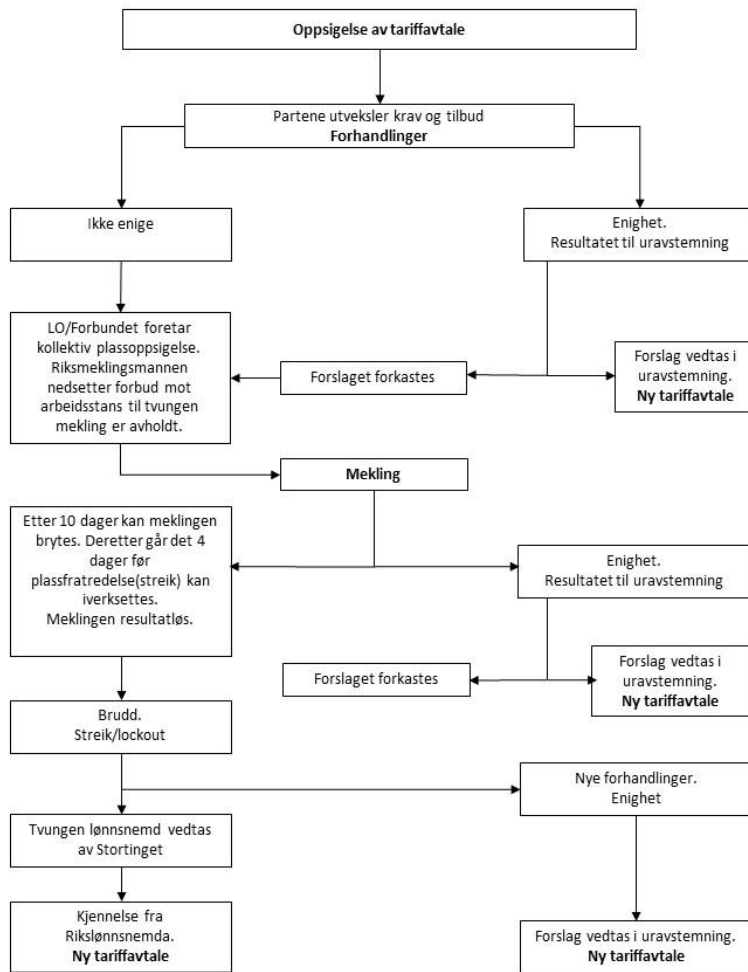 Oppsigelse av tariffavtale
Partene utveksler krav og tilbud
Forhandlinger
Ikke enige
Enighet.
Resultatet til uravstemning
LO/Forbundet foretar
kollektiv plassoppsigelse.
Riksmeklingsmannen
nedsetter forbud mot
arbeidsstans til tvungen
mekling er avholdt.
Forslaget forkastes
Forslag vedtas i
uravstemning.
Ny tariffavtale
Mekling
Etter 10 dager kan meklingen
brytes. Deretter går det 4
dager før
plassfratredelse(streik) kan
iverksettes.
Meklingen resultatløs.
Enighet.
Resultatet til uravstemning
Forslaget forkastes
Forslag vedtas i
uravstemning.
Ny tariffavtale
Brudd.
Streik/lockout
Nye forhandlinger.
Enighet
Tvungen lønnsnemd vedtas
av Stortinget
Kjennelse fra
Rikslønnsnemda.
Ny tariffavtale
Forslag vedtas i uravstemning.
Ny tariffavtale